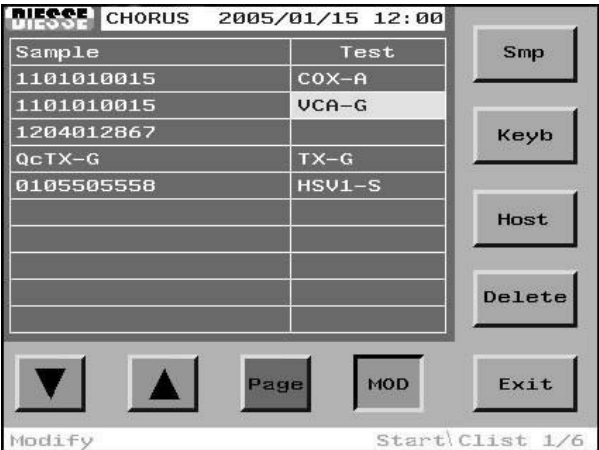 DIESSE CHORUS 2005/01/15 12:00
Sample Test
1101010015 COX-A
1101010015 VCA-G
1204012867
QcTX-G TX-G
0105505558 HSV1-S
Smp
Keyb
Host
Delete
Page MOD Exit
Modify Start\Clist 1/6